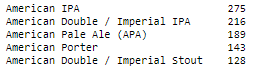 American IPA 275
American Double / Imperial IPA 216
American Pale Ale (APA) 189
American Porter 143
American Double / Imperial Stout 128